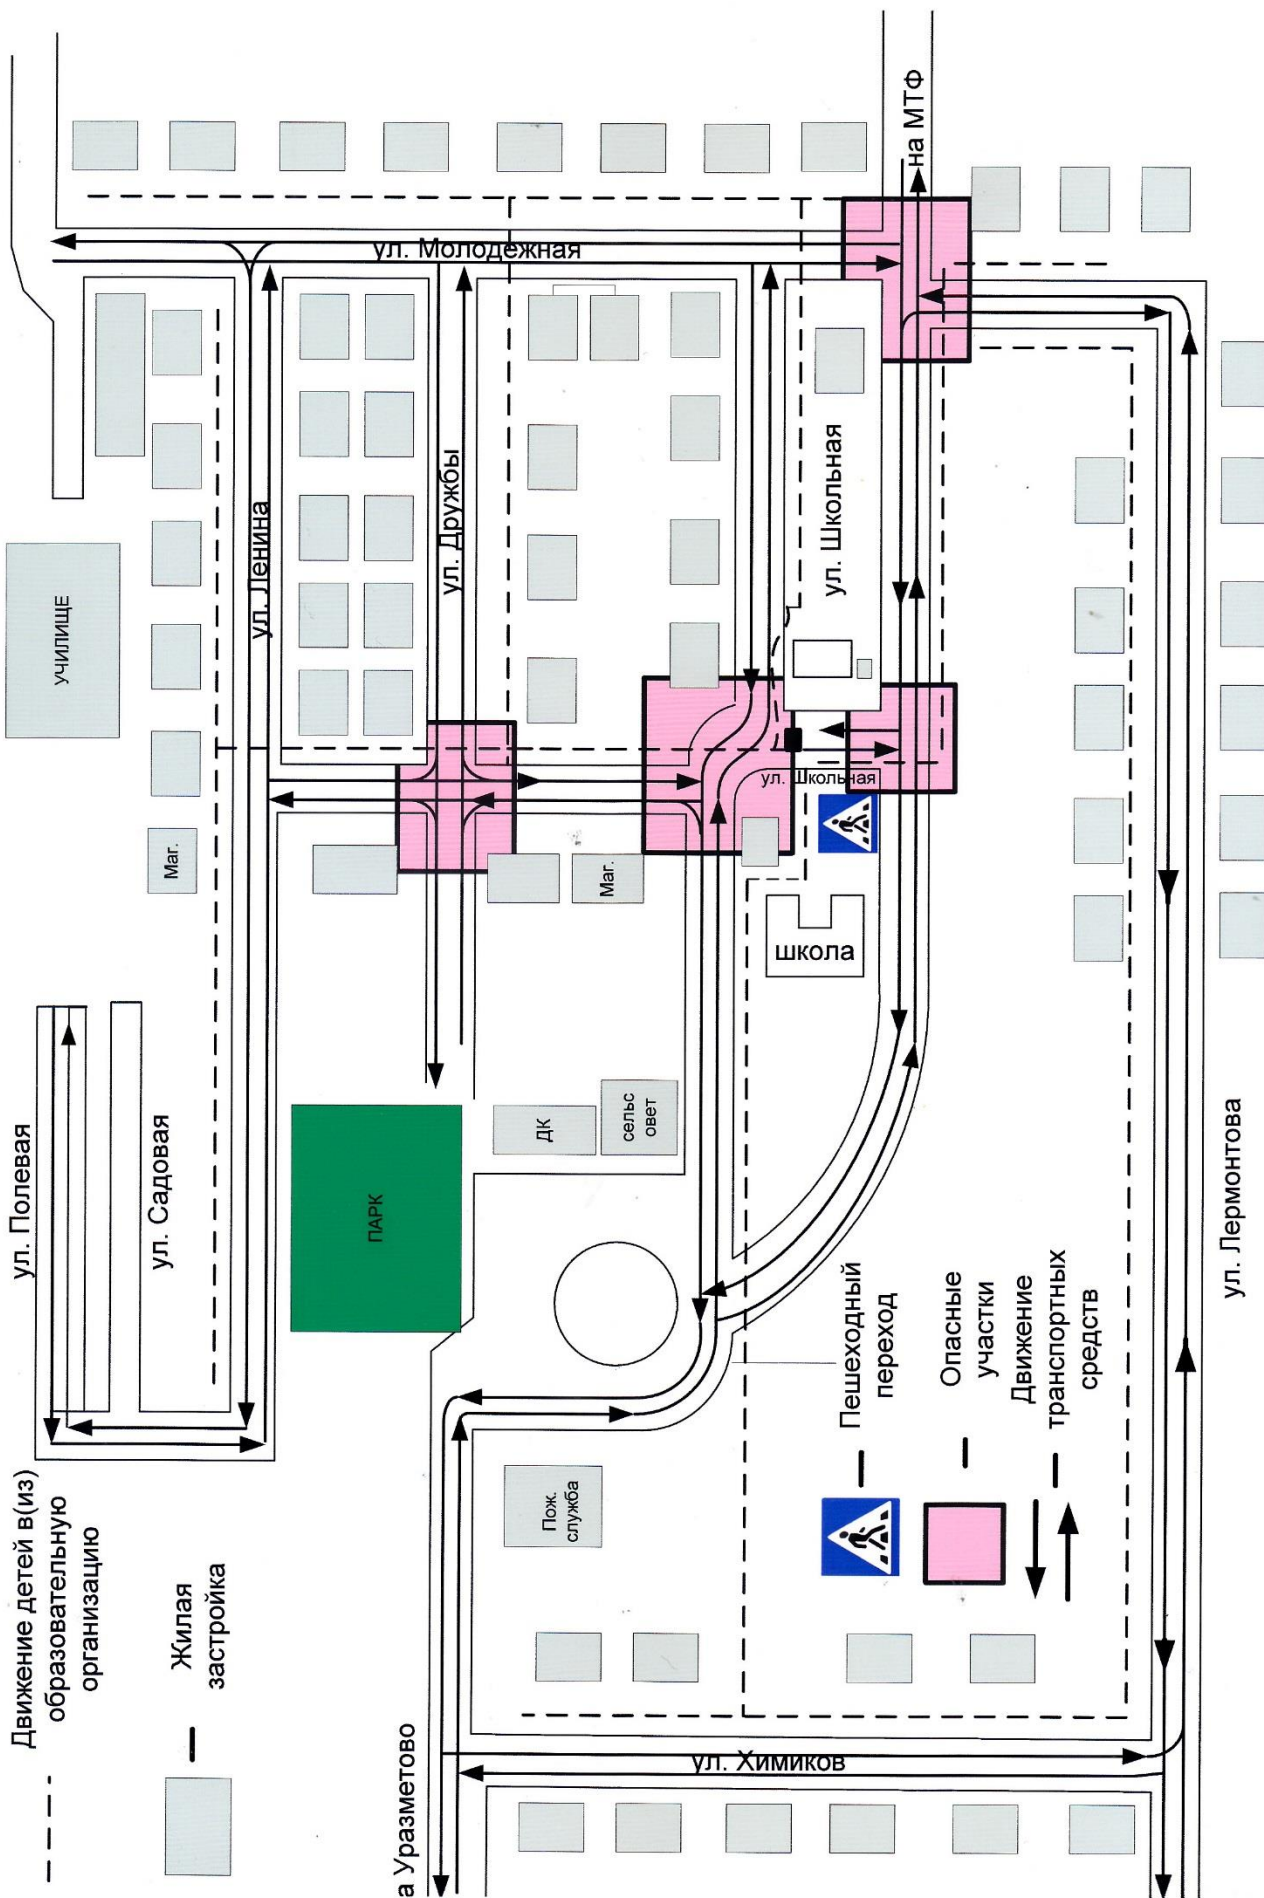 на МТФ
ул. Молодежная
ул. Ленина
ул. Дружбы
ул. Школьная
УЧИЛИЩЕ
ул. Школьная
Маг.
Маг.
школа
ул. Полевая
ул. Садовая
ПАРК
ДК
сельс
овет
ул. Лермонтова
Пож.
служба
Пешеходный
переход
Опасные
участки
Движение
транспортных
средств
Движение детей в(из)
образовательную
организацию
Жилая
застройка
а Уразметово
ул. Химиков